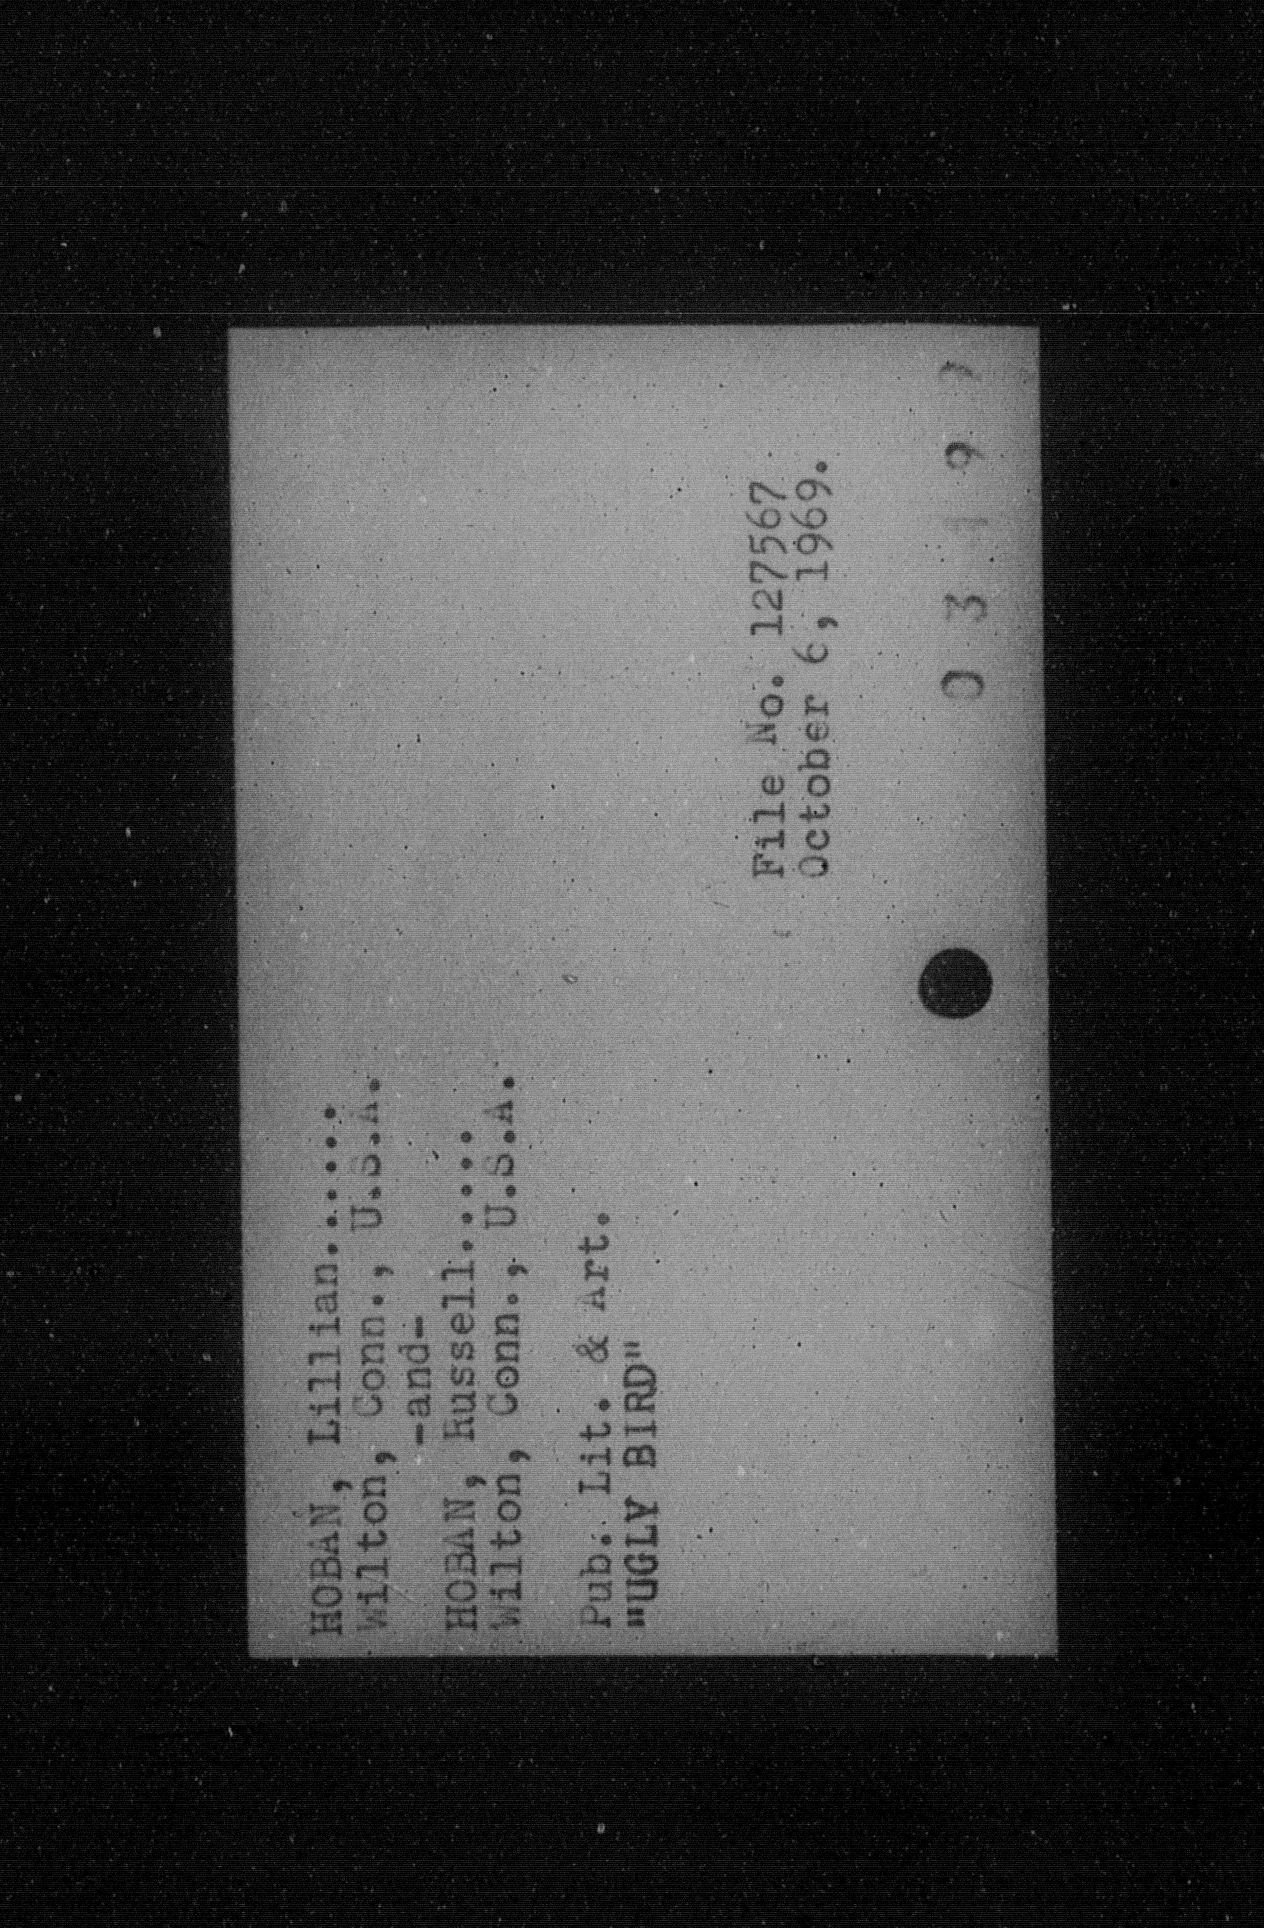 HOBAN, Lillian......
Wilton, Conn., U.S.A.
-and-
HOBAN, Russell.....
Wilton, Conn., U.S.A.
Pub. Lit. & Art.
"UGLY BIRD"
File No. 127567
October 6, 1969.